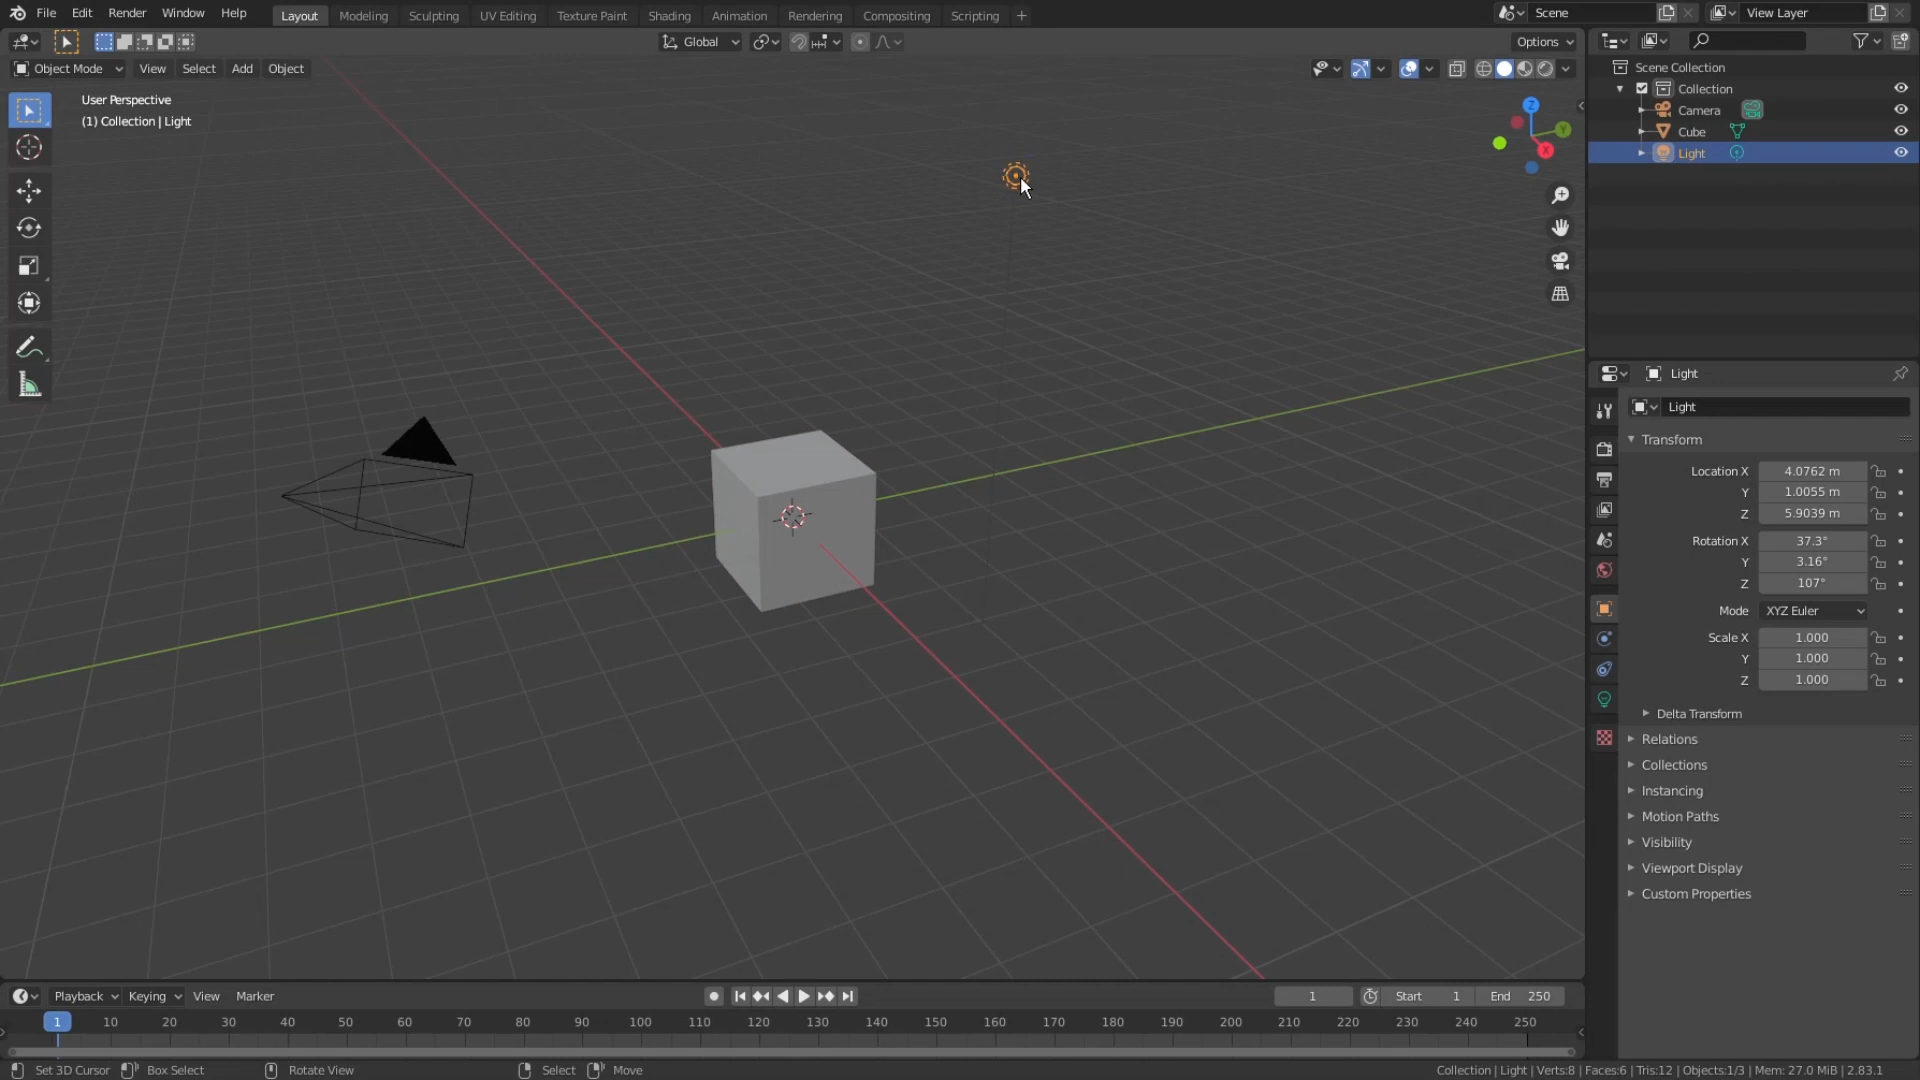 File Edit Render Window Help Layout Modeling Sculpting UV Editing Texture Paint Shading Animation Rendering Compositing Scripting + Scene View Layer
Global Options
Object Mode View Select Add Object
User Perspective
(1) Collection | Light
Z
Y
X
Scene Collection
Collection
Camera
Cube
Light
Light
Light
Transform
Location X 4.0762 m
Y 1.0055 m
Z 5.9039 m
Rotation X 37.3°
Y 3.16°
Z 107°
Mode XYZ Euler
Scale X 1.000
Y 1.000
Z 1.000
Delta Transform
Relations
Collections
Instancing
Motion Paths
Visibility
Viewport Display
Custom Properties
Playback Keying View Marker 1 Start 1 End 250
1 10 20 30 40 50 60 70 80 90 100 110 120 130 140 150 160 170 180 190 200 210 220 230 240 250
Set 3D Cursor Box Select Rotate View Select Move Collection | Light | Verts:8 | Faces:6 | Tris:12 | Objects:1/3 | Mem: 27.0 MiB | 2.83.1